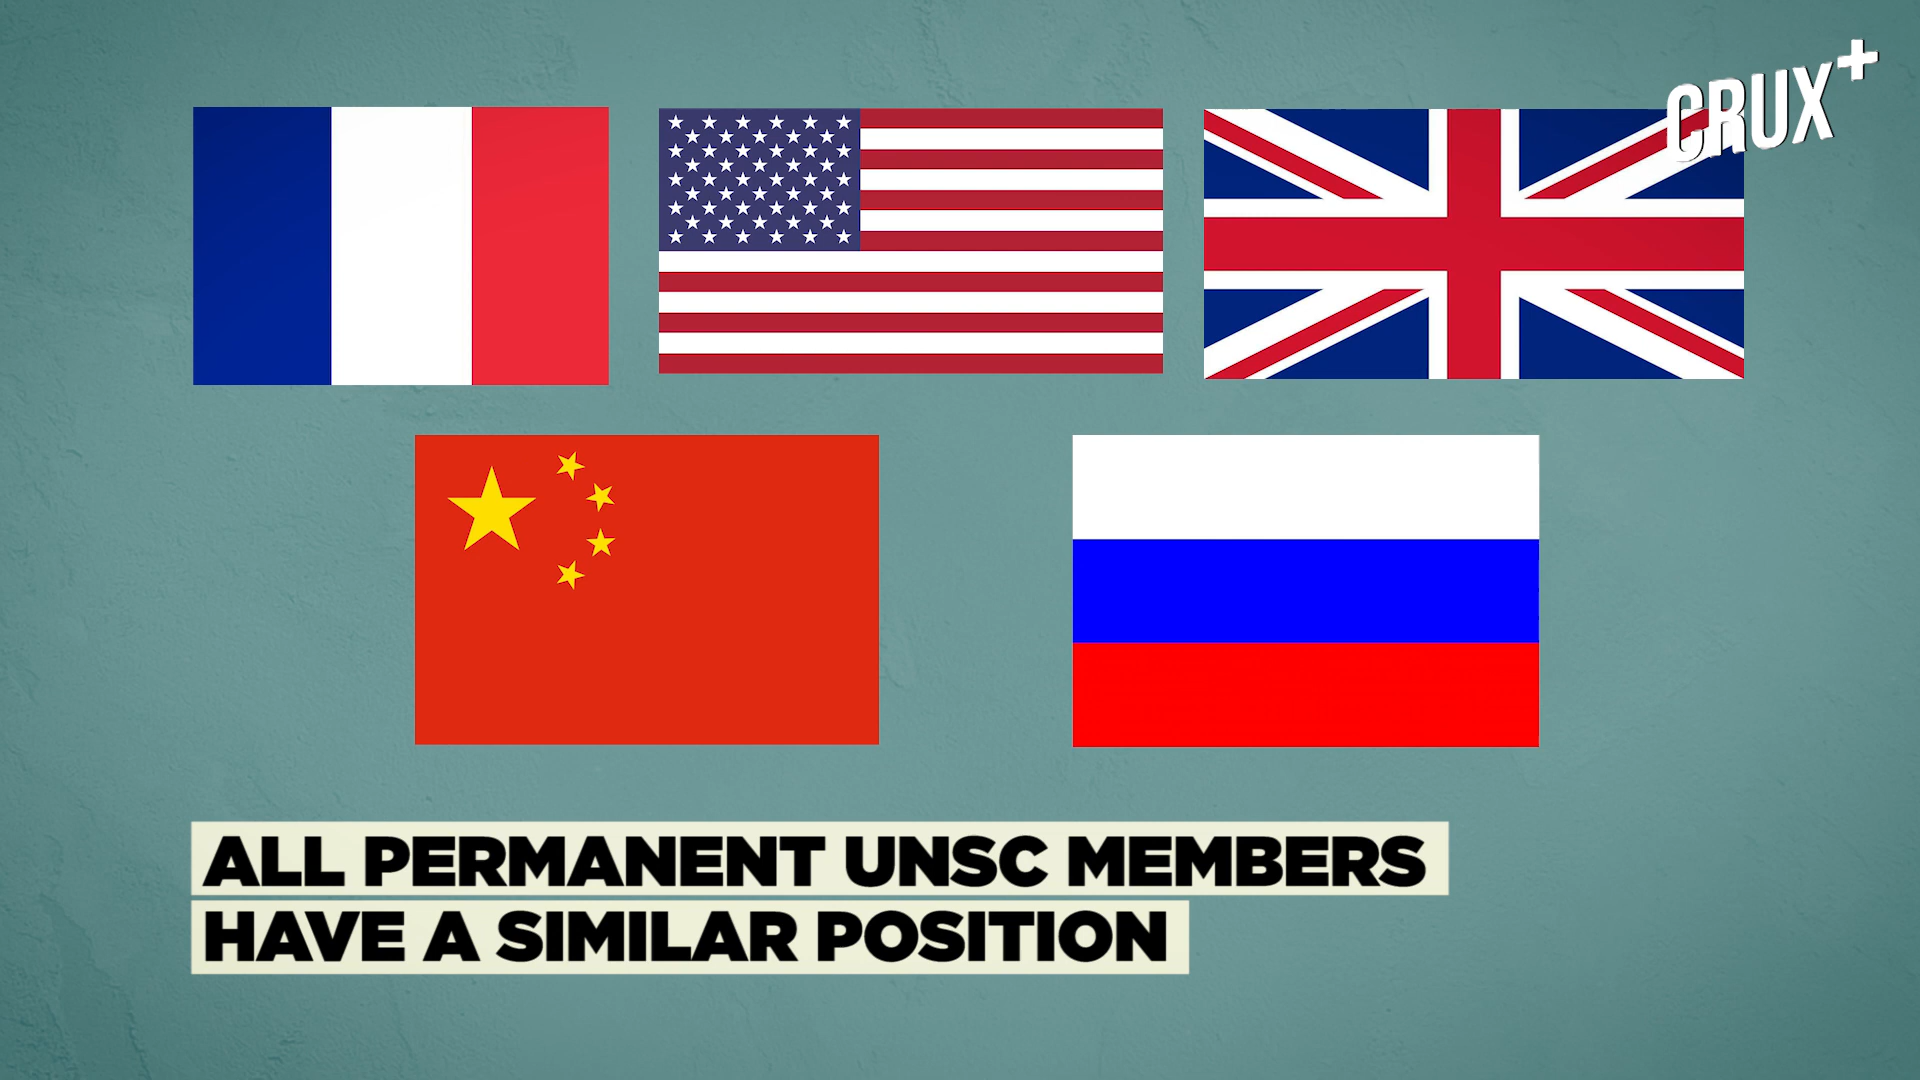 CRUX+
ALL PERMANENT UNSC MEMBERS
HAVE A SIMILAR POSITION